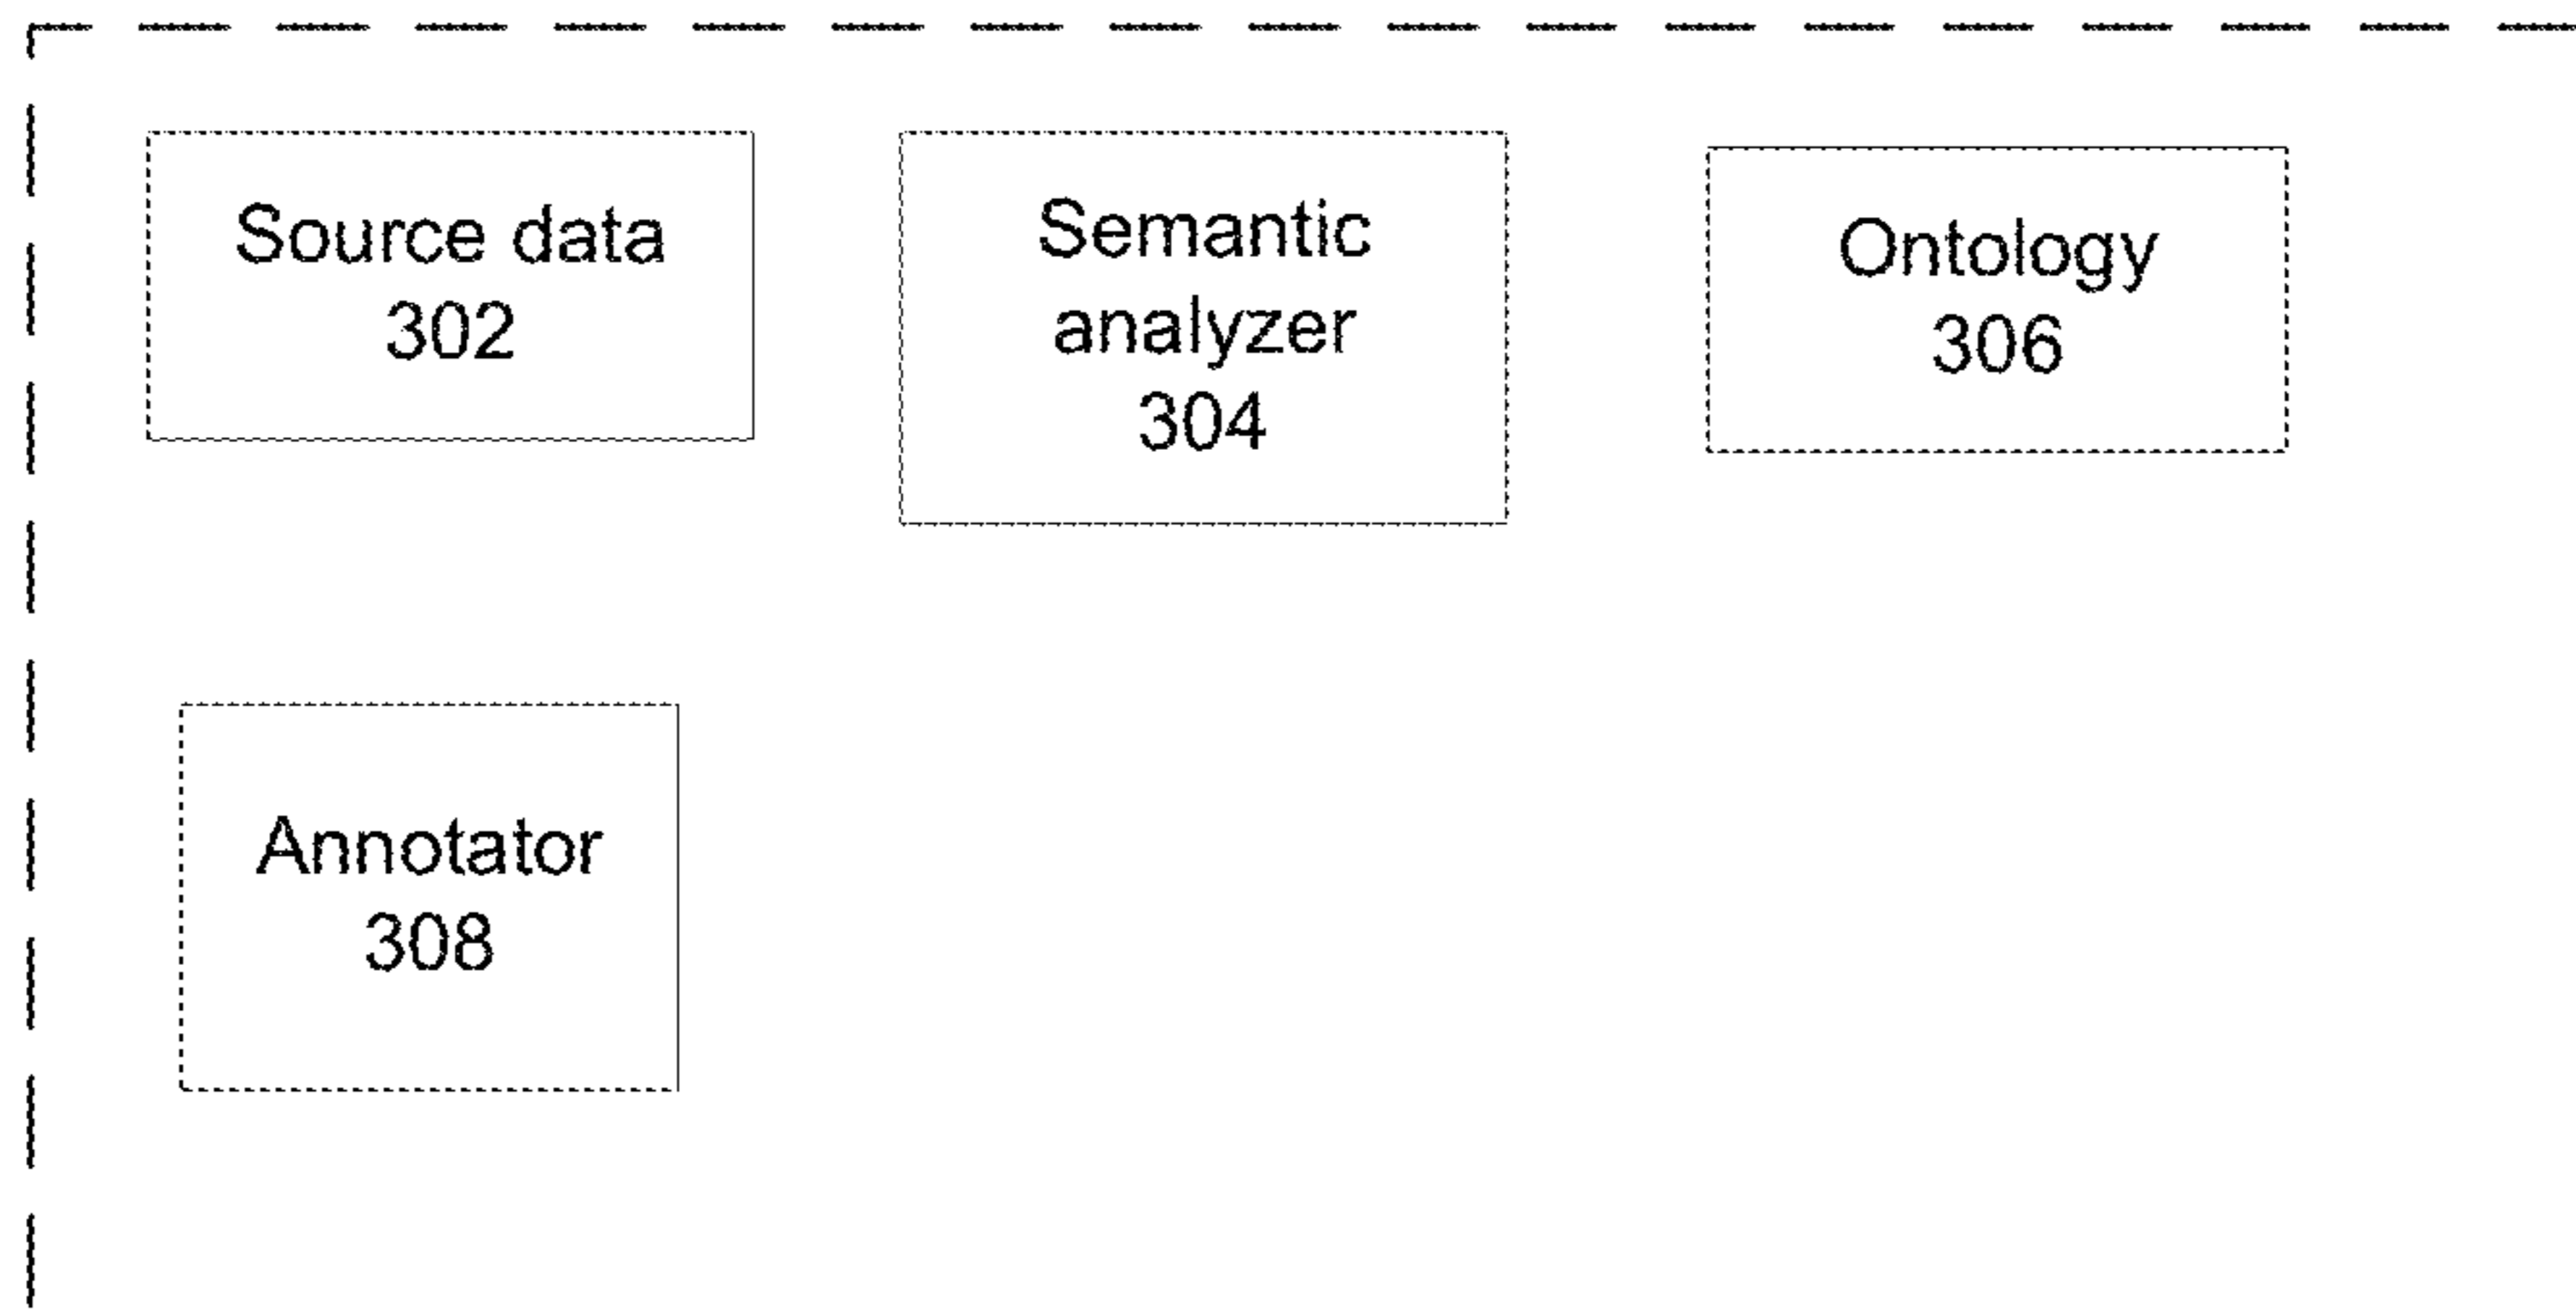 Source data
302
Semantic
analyzer
304
Ontology
306
Annotator
308